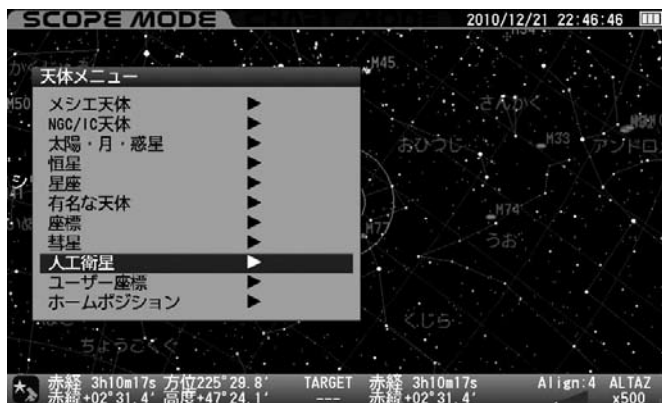 SCOPE MODE CHART MODE 2010/12/21 22:46:46
M34
M45
天体メニュー
M50
さんかく
メシエ天体
NGC/IC天体
太陽・月・惑星
おひつじ
M33
アンドロ
恒星
星座
有名な天体
M74
座標
M77
うお
彗星
人工衛星
ユーザー座標
ホームポジション
くじら
ちょうこくぐ
赤経 3h10m17s 方位225°29.8′ TARGET 赤経 3h10m17s Align:4 ALTAZ
赤緯+02°31.4′ 高度+47°24.1′ --- 赤緯+02°31.4′ x500